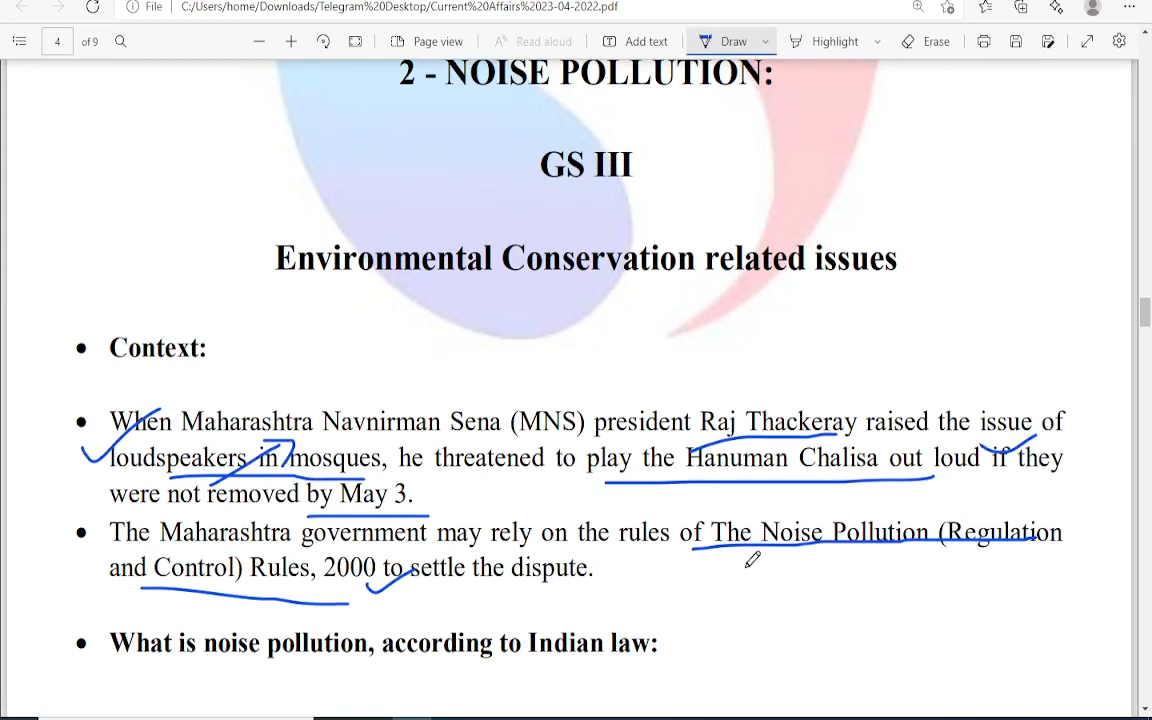 File C:/Users/home/Downloads/Telegram%20Desktop/Current%20Affairs%2023-04-2022.pdf
4 of 9 Page view Read aloud Add text Draw Highlight Erase
2 - NOISE POLLUTION:
GS III
Environmental Conservation related issues
• Context:
• When Maharashtra Navnirman Sena (MNS) president Raj Thackeray raised the issue of
loudspeakers in mosques, he threatened to play the Hanuman Chalisa out loud if they
were not removed by May 3.
• The Maharashtra government may rely on the rules of The Noise Pollution (Regulation
and Control) Rules, 2000 to settle the dispute.
• What is noise pollution, according to Indian law: